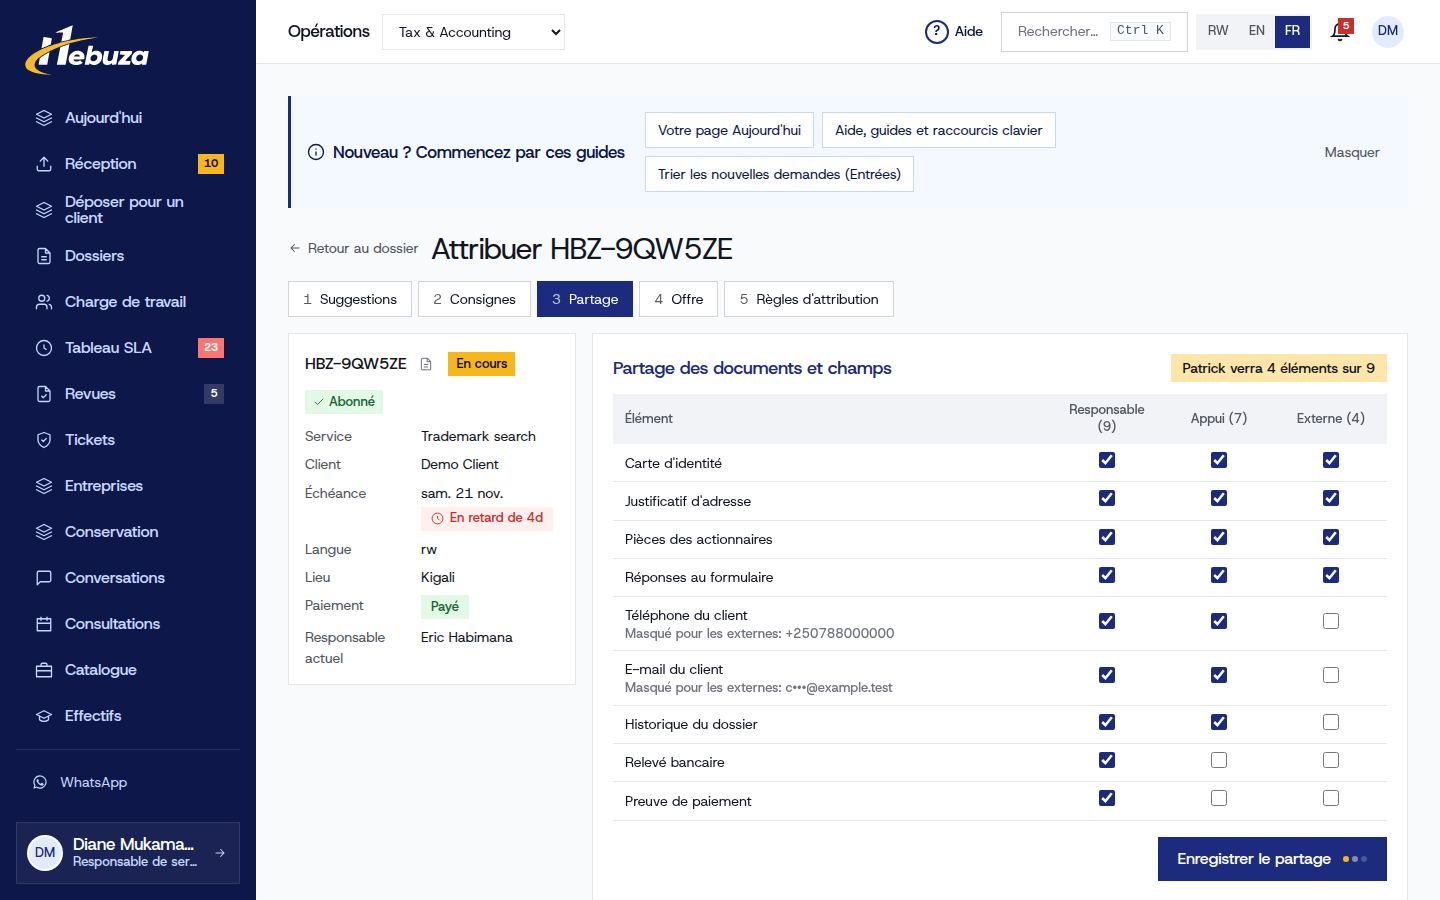 Hebuza
Opérations
Tax & Accounting
? Aide
Rechercher... Ctrl K
RW EN FR
5
DM
Aujourd'hui
Réception 10
Déposer pour un
client
Dossiers
Charge de travail
Tableau SLA 23
Revues 5
Tickets
Entreprises
Conservation
Conversations
Consultations
Catalogue
Effectifs
WhatsApp
DM Diane Mukama...
Responsable de ser...
Nouveau ? Commencez par ces guides
Votre page Aujourd'hui
Aide, guides et raccourcis clavier
Trier les nouvelles demandes (Entrées)
Masquer
← Retour au dossier
Attribuer HBZ-9QW5ZE
1 Suggestions
2 Consignes
3 Partage
4 Offre
5 Règles d'attribution
HBZ-9QW5ZE En cours
Abonné
Service Trademark search
Client Demo Client
Échéance sam. 21 nov.
En retard de 4d
Langue rw
Lieu Kigali
Paiement Payé
Responsable Eric Habimana
actuel
Partage des documents et champs
Patrick verra 4 éléments sur 9
Élément Responsable (9) Appui (7) Externe (4)
Carte d'identité
Justificatif d'adresse
Pièces des actionnaires
Réponses au formulaire
Téléphone du client
Masqué pour les externes: +250788000000
E-mail du client
Masqué pour les externes: c•••@example.test
Historique du dossier
Relevé bancaire
Preuve de paiement
Enregistrer le partage